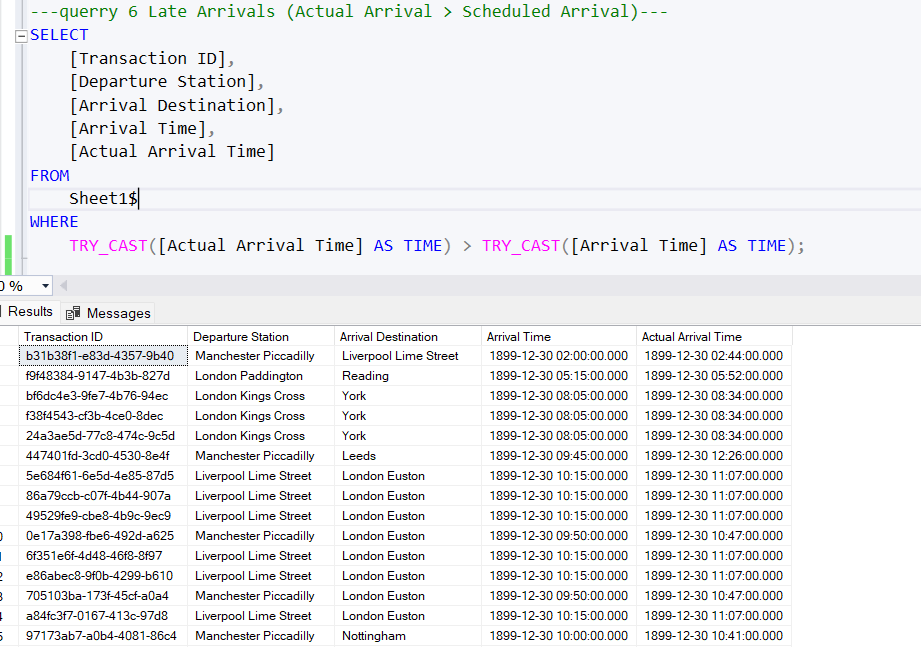 ---querry 6 Late Arrivals (Actual Arrival > Scheduled Arrival)---
SELECT
[Transaction ID],
[Departure Station],
[Arrival Destination],
[Arrival Time],
[Actual Arrival Time]
FROM
Sheet1$
WHERE
TRY_CAST([Actual Arrival Time] AS TIME) > TRY_CAST([Arrival Time] AS TIME);
0 %
Results Messages
Transaction ID Departure Station Arrival Destination Arrival Time Actual Arrival Time
b31b38f1-e83d-4357-9b40 Manchester Piccadilly Liverpool Lime Street 1899-12-30 02:00:00.000 1899-12-30 02:44:00.000
f9f48384-9147-4b3b-827d London Paddington Reading 1899-12-30 05:15:00.000 1899-12-30 05:52:00.000
bf6dc4e3-9fe7-4b76-94ec London Kings Cross York 1899-12-30 08:05:00.000 1899-12-30 08:34:00.000
f38f4543-cf3b-4ce0-8dec London Kings Cross York 1899-12-30 08:05:00.000 1899-12-30 08:34:00.000
24a3ae5d-77c8-474c-9c5d London Kings Cross York 1899-12-30 08:05:00.000 1899-12-30 08:34:00.000
447401fd-3cd0-4530-8e4f Manchester Piccadilly Leeds 1899-12-30 09:45:00.000 1899-12-30 12:26:00.000
5e684f61-6e5d-4e85-87d5 Liverpool Lime Street London Euston 1899-12-30 10:15:00.000 1899-12-30 11:07:00.000
86a79ccb-c07f-4b44-907a Liverpool Lime Street London Euston 1899-12-30 10:15:00.000 1899-12-30 11:07:00.000
49529fe9-cbe8-4b9c-9ec9 Liverpool Lime Street London Euston 1899-12-30 10:15:00.000 1899-12-30 11:07:00.000
0 0e17a398-fbe6-492d-a625 Manchester Piccadilly London Euston 1899-12-30 09:50:00.000 1899-12-30 10:47:00.000
1 6f351e6f-4d48-46f8-8f97 Liverpool Lime Street London Euston 1899-12-30 10:15:00.000 1899-12-30 11:07:00.000
2 e86abec8-9f0b-4299-b610 Liverpool Lime Street London Euston 1899-12-30 10:15:00.000 1899-12-30 11:07:00.000
3 705103ba-173f-45cf-a0a4 Manchester Piccadilly London Euston 1899-12-30 09:50:00.000 1899-12-30 10:47:00.000
4 a84fc3f7-0167-413c-97d8 Liverpool Lime Street London Euston 1899-12-30 10:15:00.000 1899-12-30 11:07:00.000
5 97173ab7-a0b4-4081-86c4 Manchester Piccadilly Nottingham 1899-12-30 10:00:00.000 1899-12-30 10:41:00.000